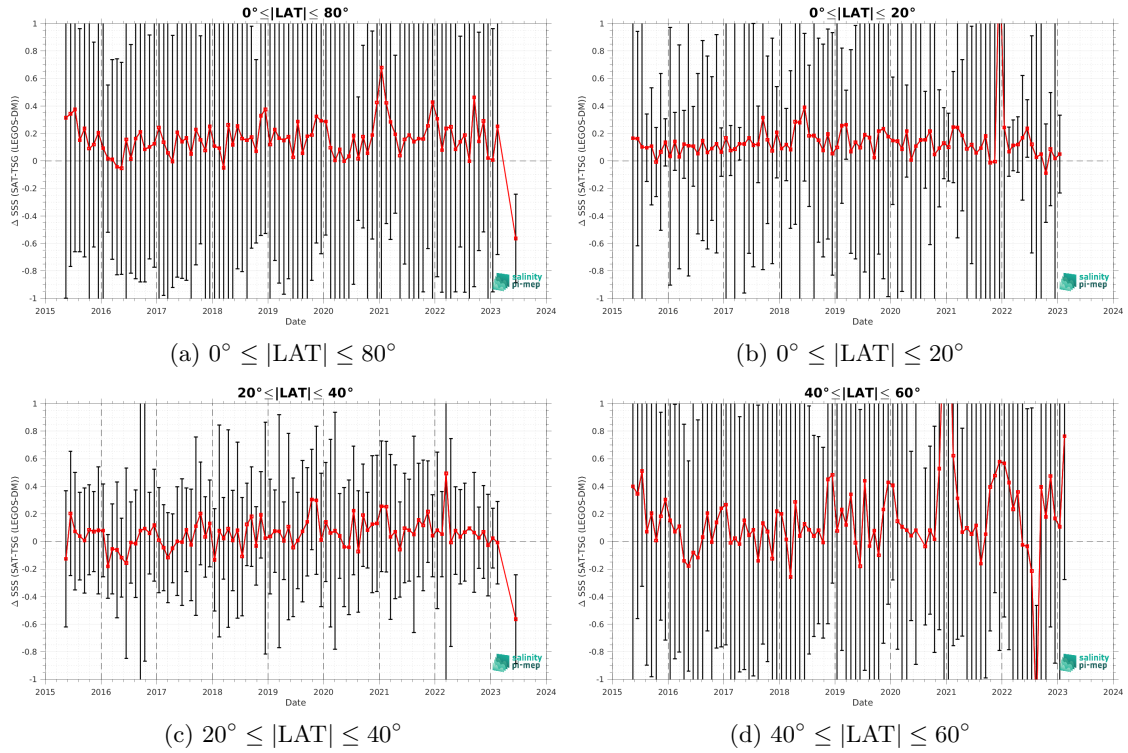 0°≤|LAT|≤ 80°
Δ SSS (SAT-TSG (LEGOS-DM))
1
0.8
0.6
0.4
0.2
0
-0.2
-0.4
-0.6
-0.8
-1
2015 2016 2017 2018 2019 2020 2021 2022 2023 2024
Date
salinity
pi-mep
(a) 0° ≤ |LAT| ≤ 80°
0°≤|LAT|≤ 20°
Δ SSS (SAT-TSG (LEGOS-DM))
1
0.8
0.6
0.4
0.2
0
-0.2
-0.4
-0.6
-0.8
-1
2015 2016 2017 2018 2019 2020 2021 2022 2023 2024
Date
salinity
pi-mep
(b) 0° ≤ |LAT| ≤ 20°
20°≤|LAT|≤ 40°
Δ SSS (SAT-TSG (LEGOS-DM))
1
0.8
0.6
0.4
0.2
0
-0.2
-0.4
-0.6
-0.8
-1
2015 2016 2017 2018 2019 2020 2021 2022 2023 2024
Date
salinity
pi-mep
(c) 20° ≤ |LAT| ≤ 40°
40°≤|LAT|≤ 60°
Δ SSS (SAT-TSG (LEGOS-DM))
1
0.8
0.6
0.4
0.2
0
-0.2
-0.4
-0.6
-0.8
-1
2015 2016 2017 2018 2019 2020 2021 2022 2023 2024
Date
salinity
pi-mep
(d) 40° ≤ |LAT| ≤ 60°